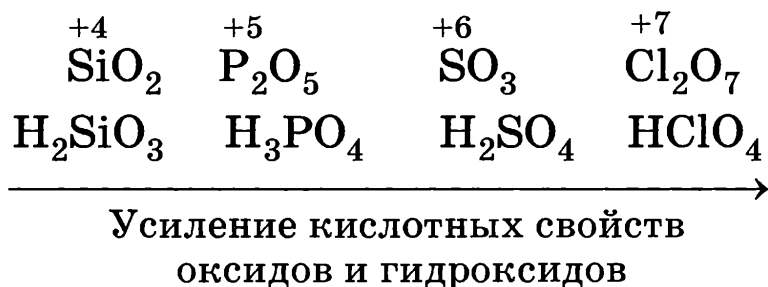 +4 +5 +6 +7
SiO₂ P₂O₅ SO₃ Cl₂O₇
H₂SiO₃ H₃PO₄ H₂SO₄ HClO₄
Усиление кислотных свойств
оксидов и гидроксидов